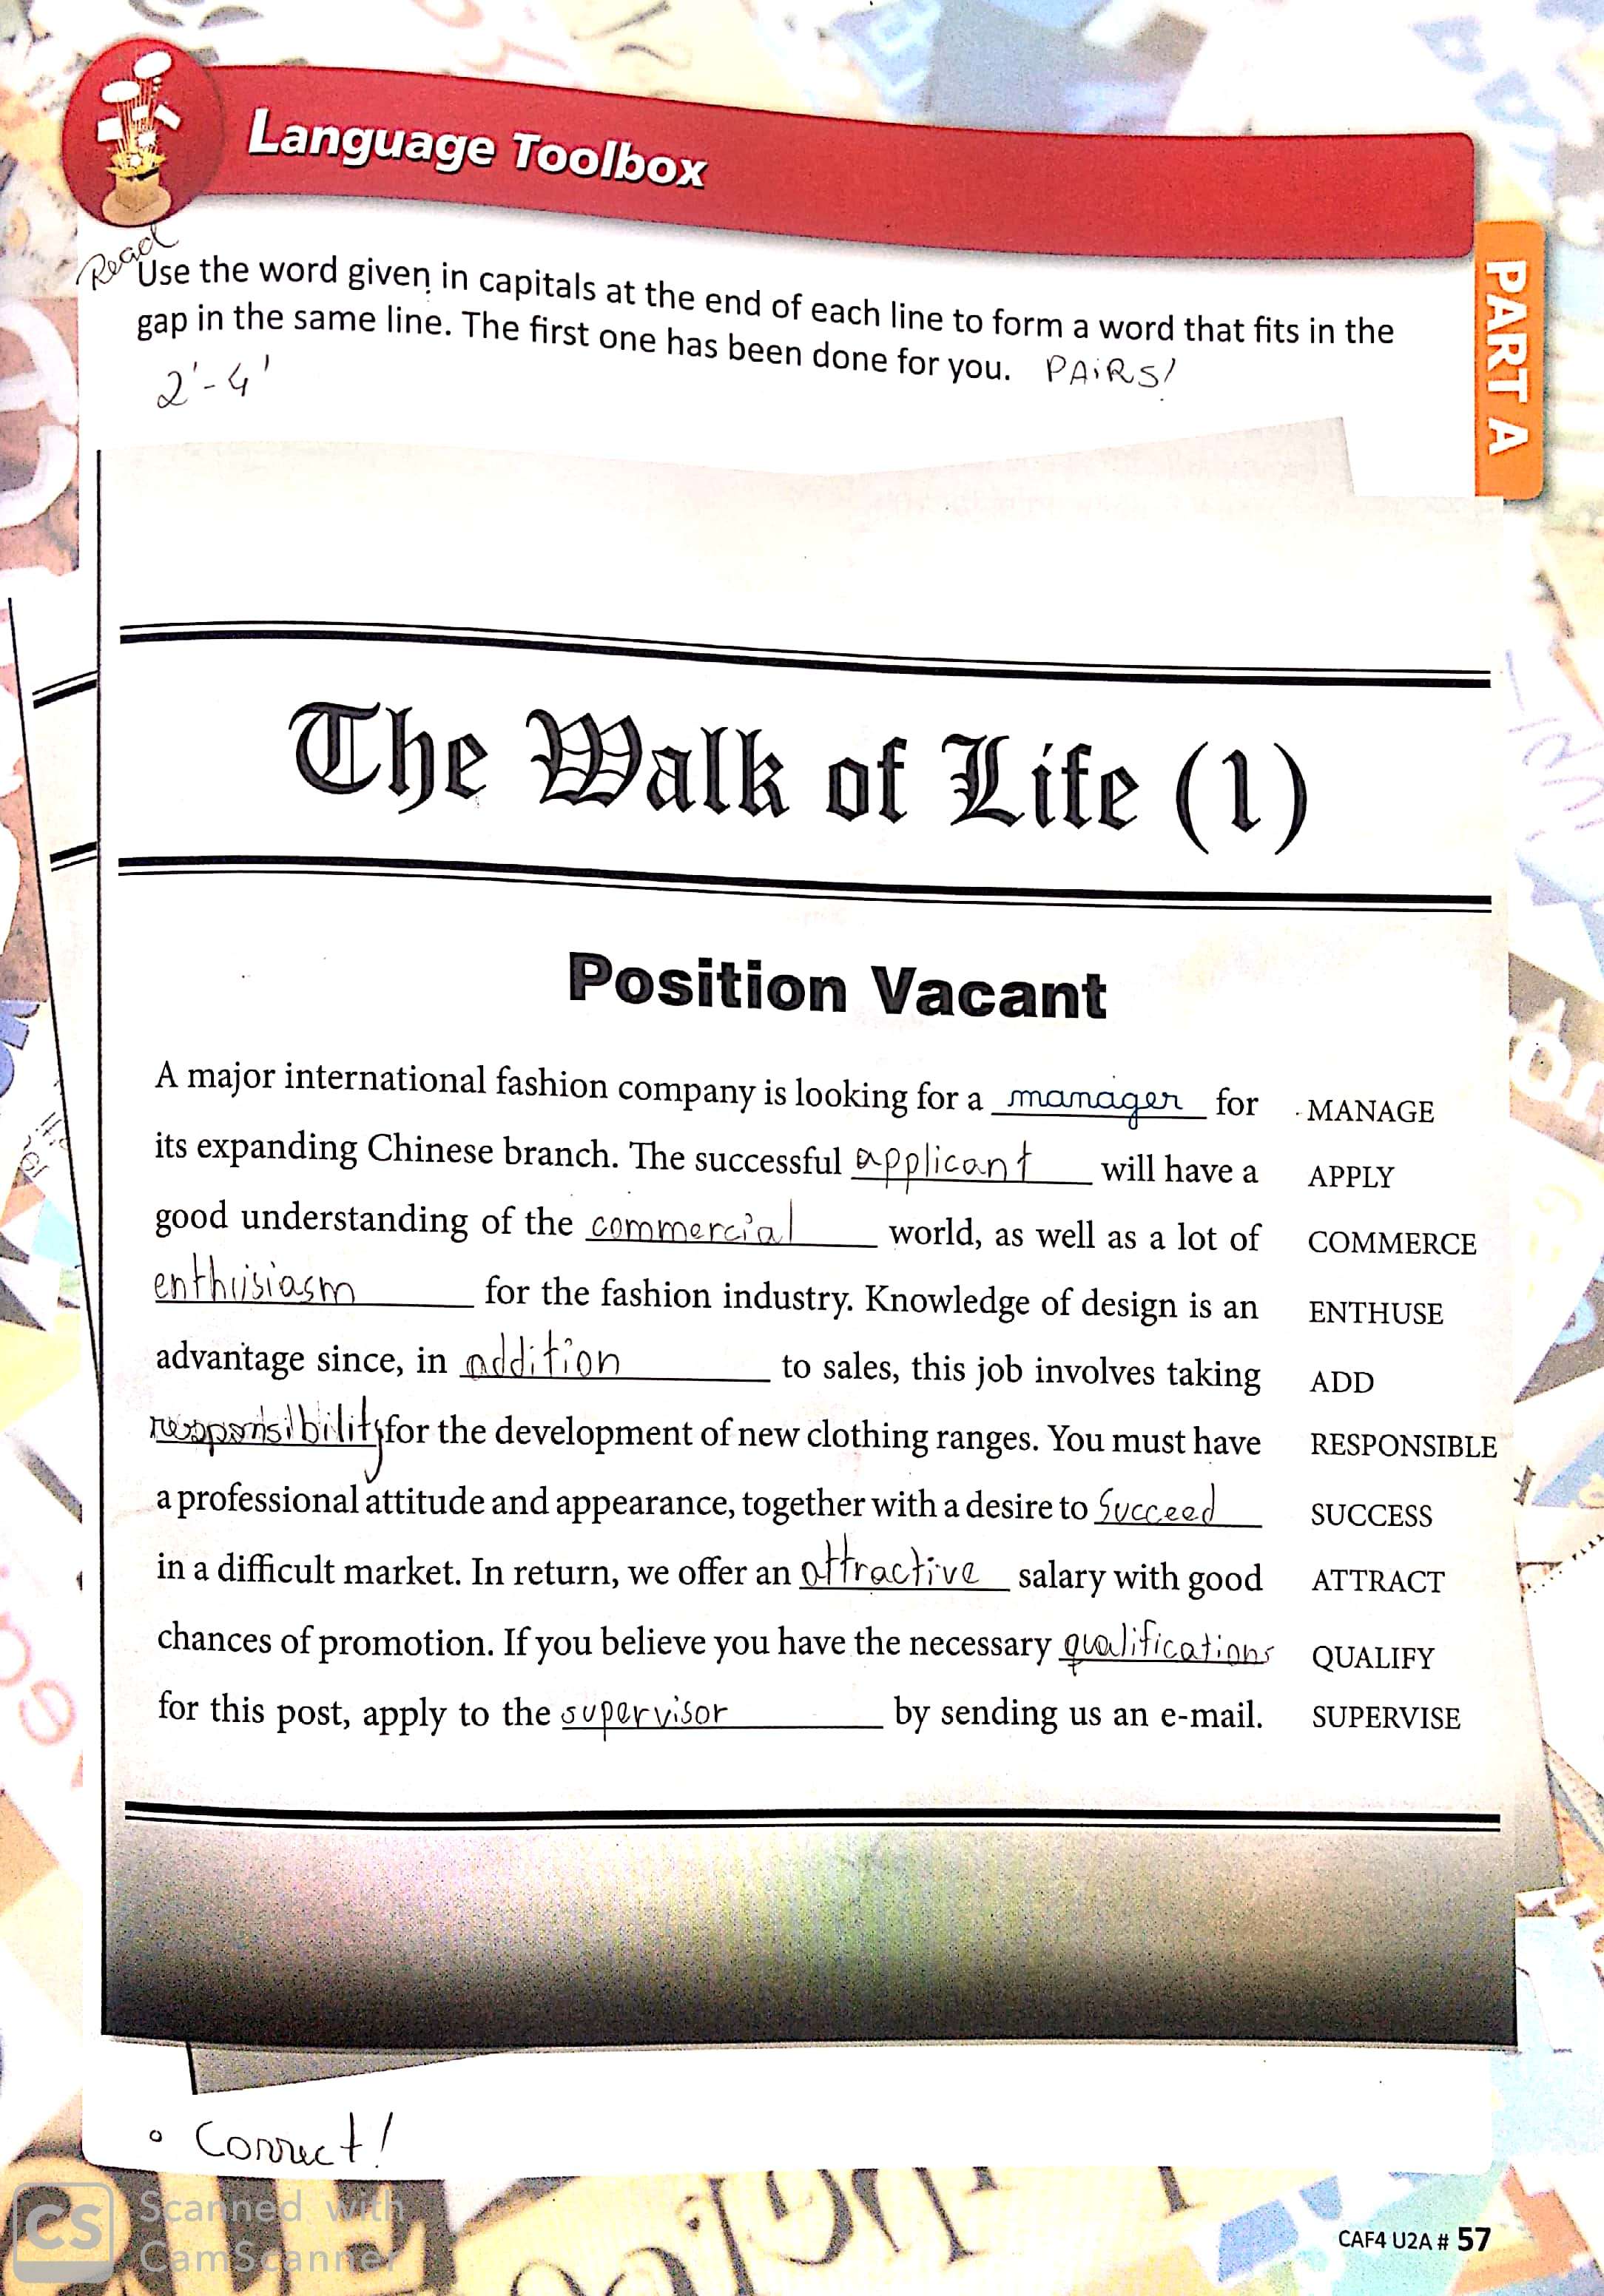 Language Toolbox
PART A
Read
Use the word given in capitals at the end of each line to form a word that fits in the
gap in the same line. The first one has been done for you. PAiRS!
2'-4'
The Walk of Life (1)
Position Vacant
A major international fashion company is looking for a manager for MANAGE
its expanding Chinese branch. The successful applicant will have a APPLY
good understanding of the commercial world, as well as a lot of COMMERCE
enthusiasm for the fashion industry. Knowledge of design is an ENTHUSE
advantage since, in addition to sales, this job involves taking ADD
responsibility for the development of new clothing ranges. You must have RESPONSIBLE
a professional attitude and appearance, together with a desire to Succeed SUCCESS
in a difficult market. In return, we offer an attractive salary with good ATTRACT
chances of promotion. If you believe you have the necessary qualifications QUALIFY
for this post, apply to the supervisor by sending us an e-mail. SUPERVISE
Correct!
CS Scanned with
CamScanner
CAF4 U2A # 57